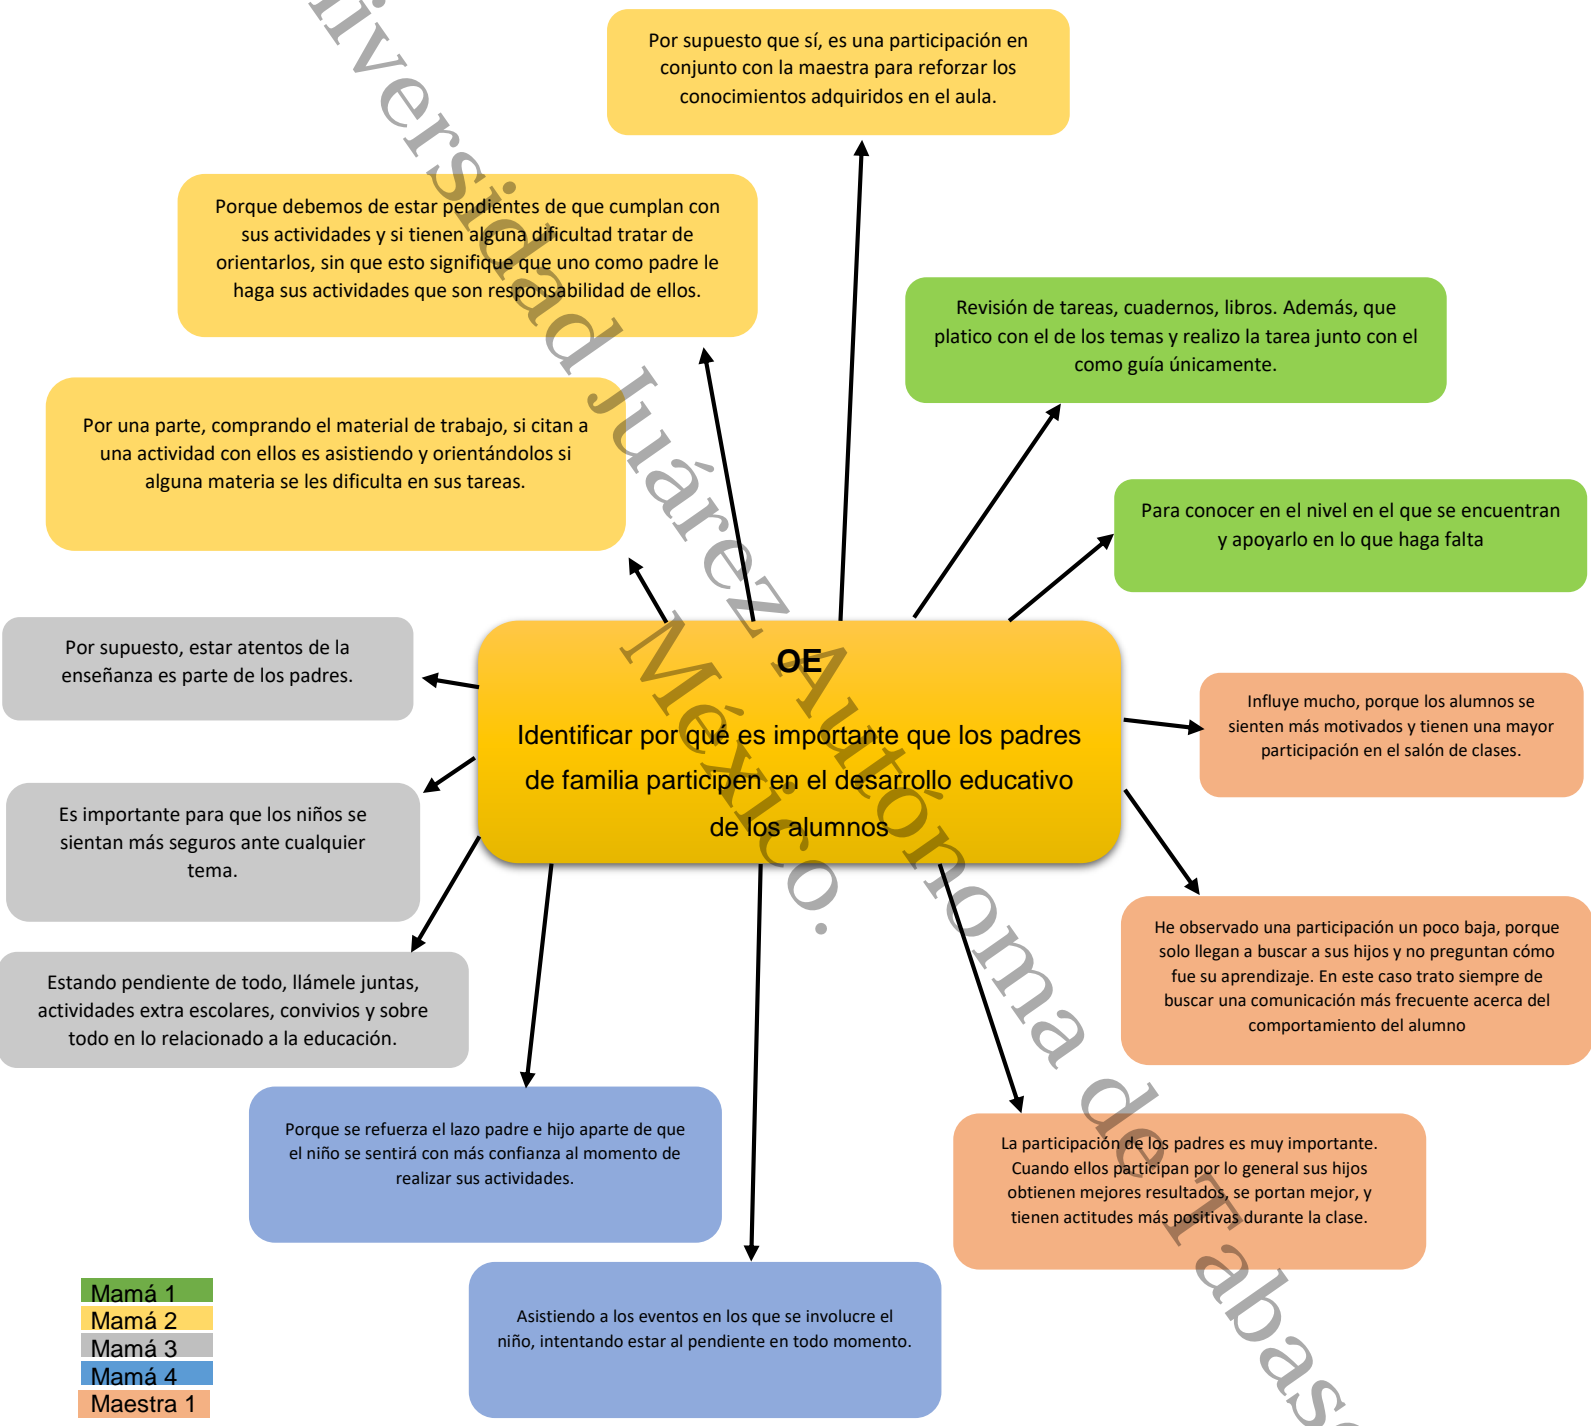 Por supuesto que sí, es una participación en
conjunto con la maestra para reforzar los
conocimientos adquiridos en el aula.
Porque debemos de estar pendientes de que cumplan con
sus actividades y si tienen alguna dificultad tratar de
orientarlos, sin que esto signifique que uno como padre le
haga sus actividades que son responsabilidad de ellos.
Revisión de tareas, cuadernos, libros. Además, que
platico con el de los temas y realizo la tarea junto con el
como guía únicamente.
Por una parte, comprando el material de trabajo, si citan a
una actividad con ellos es asistiendo y orientándolos si
alguna materia se les dificulta en sus tareas.
Para conocer en el nivel en el que se encuentran
y apoyarlo en lo que haga falta
Por supuesto, estar atentos de la
enseñanza es parte de los padres.
OE
Identificar por qué es importante que los padres
de familia participen en el desarrollo educativo
de los alumnos
Influye mucho, porque los alumnos se
sienten más motivados y tienen una mayor
participación en el salón de clases.
Es importante para que los niños se
sientan más seguros ante cualquier
tema.
He observado una participación un poco baja, porque
solo llegan a buscar a sus hijos y no preguntan cómo
fue su aprendizaje. En este caso trato siempre de
buscar una comunicación más frecuente acerca del
comportamiento del alumno
Estando pendiente de todo, llámele juntas,
actividades extra escolares, convivios y sobre
todo en lo relacionado a la educación.
Porque se refuerza el lazo padre e hijo aparte de que
el niño se sentirá con más confianza al momento de
realizar sus actividades.
La participación de los padres es muy importante.
Cuando ellos participan por lo general sus hijos
obtienen mejores resultados, se portan mejor, y
tienen actitudes más positivas durante la clase.
Asistiendo a los eventos en los que se involucre el
niño, intentando estar al pendiente en todo momento.
Mamá 1
Mamá 2
Mamá 3
Mamá 4
Maestra 1
niversidad Juárez Autónoma de Tabasc
México.